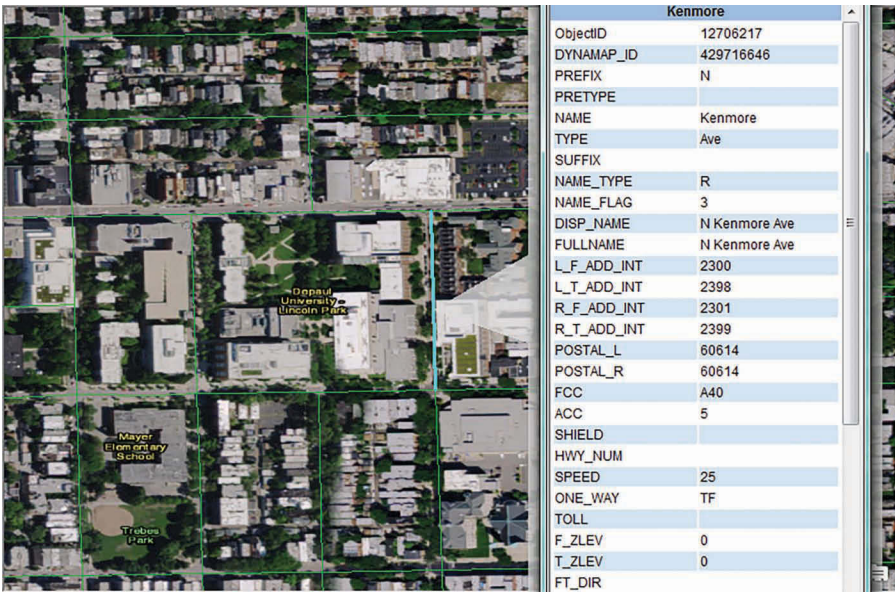 Depaul
University -
Lincoln Park
Mayer
Elementary
School
Trebes
Park
Kenmore
ObjectID 12706217
DYNAMAP_ID 429716646
PREFIX N
PRETYPE
NAME Kenmore
TYPE Ave
SUFFIX
NAME_TYPE R
NAME_FLAG 3
DISP_NAME N Kenmore Ave
FULLNAME N Kenmore Ave
L_F_ADD_INT 2300
L_T_ADD_INT 2398
R_F_ADD_INT 2301
R_T_ADD_INT 2399
POSTAL_L 60614
POSTAL_R 60614
FCC A40
ACC 5
SHIELD
HWY_NUM
SPEED 25
ONE_WAY TF
TOLL
F_ZLEV 0
T_ZLEV 0
FT_DIR